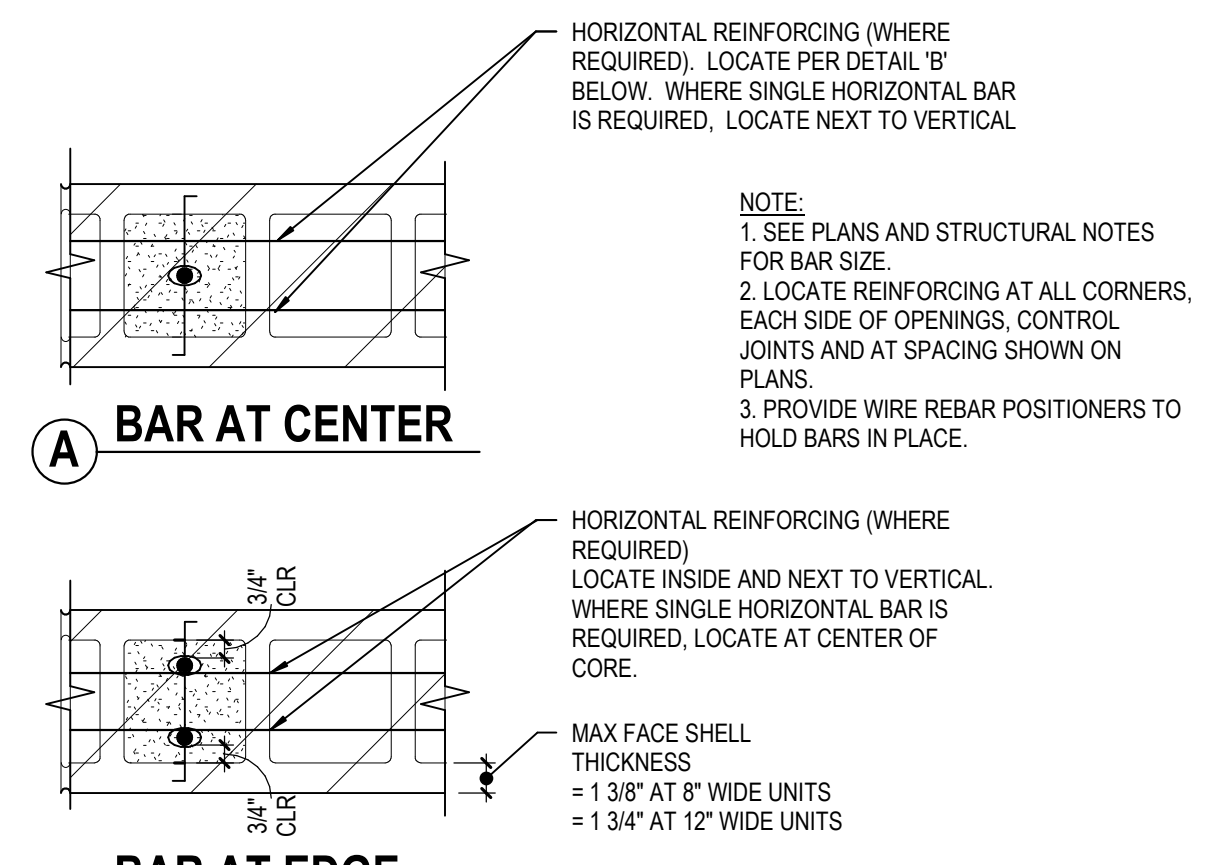 HORIZONTAL REINFORCING (WHERE
REQUIRED). LOCATE PER DETAIL 'B'
BELOW. WHERE SINGLE HORIZONTAL BAR
IS REQUIRED, LOCATE NEXT TO VERTICAL
NOTE:
1. SEE PLANS AND STRUCTURAL NOTES
FOR BAR SIZE.
2. LOCATE REINFORCING AT ALL CORNERS,
EACH SIDE OF OPENINGS, CONTROL
JOINTS AND AT SPACING SHOWN ON
PLANS.
3. PROVIDE WIRE REBAR POSITIONERS TO
HOLD BARS IN PLACE.
A BAR AT CENTER
HORIZONTAL REINFORCING (WHERE
REQUIRED)
LOCATE INSIDE AND NEXT TO VERTICAL.
WHERE SINGLE HORIZONTAL BAR IS
REQUIRED, LOCATE AT CENTER OF
CORE.
3/4"
CLR
MAX FACE SHELL
THICKNESS
= 1 3/8" AT 8" WIDE UNITS
= 1 3/4" AT 12" WIDE UNITS
3/4"
CLR
BAR AT EDGE